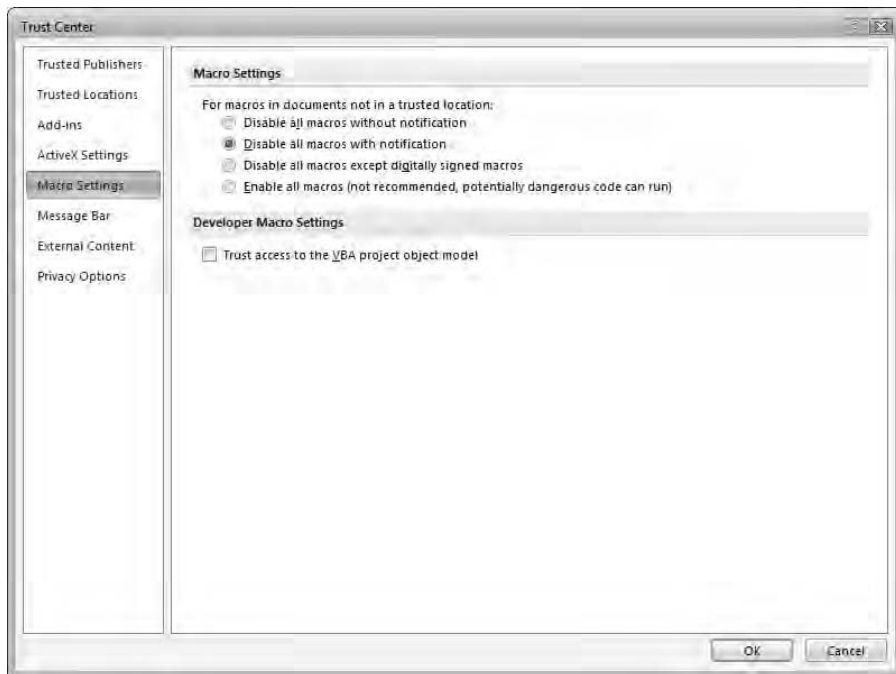 Trust Center
Trusted Publishers
Trusted Locations
Add-ins
ActiveX Settings
Macro Settings
Message Bar
External Content
Privacy Options
Macro Settings
For macros in documents not in a trusted location:
Disable all macros without notification
Disable all macros with notification
Disable all macros except digitally signed macros
Enable all macros (not recommended, potentially dangerous code can run)
Developer Macro Settings
Trust access to the VBA project object model
OK
Cancel